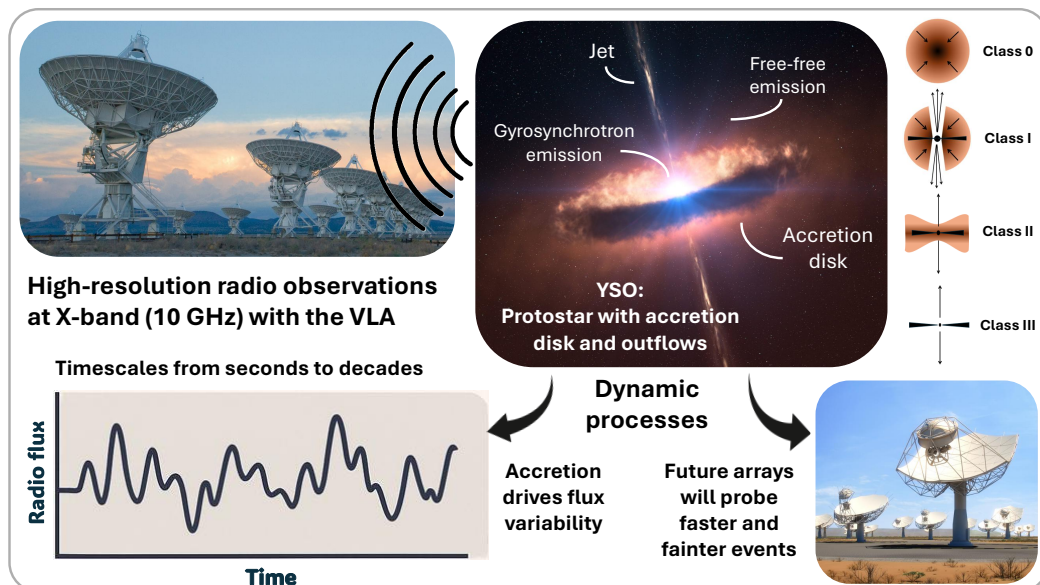 Jet
Free-free
emission
Gyrosynchrotron
emission
Accretion
disk
YSO:
Protostar with accretion
disk and outflows
Class 0
Class I
Class II
Class III
High-resolution radio observations
at X-band (10 GHz) with the VLA
Timescales from seconds to decades
Radio flux
Time
Dynamic
processes
Accretion
drives flux
variability
Future arrays
will probe
faster and
fainter events